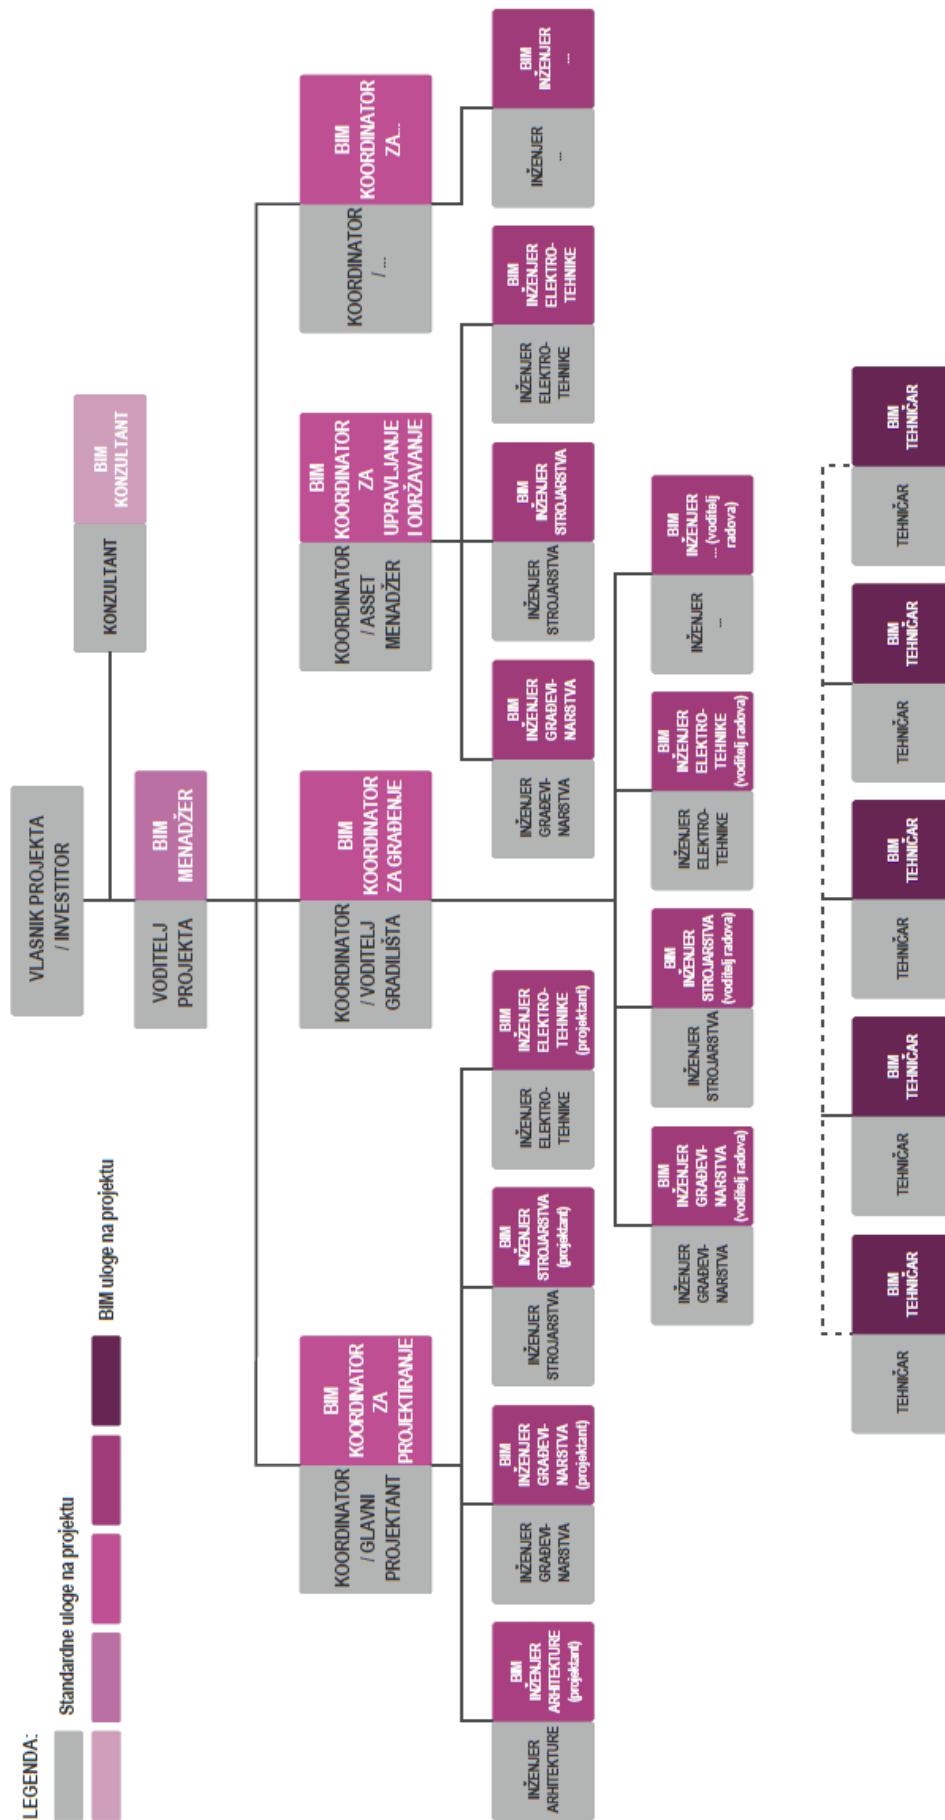 LEGENDA:
Standardne uloge na projektu
BIM uloge na projektu
VLASNIK PROJEKTA
/ INVESTITOR
KONZULTANT
BIM
KONZULTANT
VODITELJ
PROJEKTA
BIM
MENADŽER
KOORDINATOR
/ GLAVNI
PROJEKTANT
BIM
KOORDINATOR
ZA
PROJEKTIRANJE
KOORDINATOR
/ VODITELJ
GRADILIŠTA
BIM
KOORDINATOR
ZA GRAĐENJE
KOORDINATOR
/ ASSET
MENADŽER
BIM
KOORDINATOR
ZA
UPRAVLJANJE
I ODRŽAVANJE
KOORDINATOR
/ ...
BIM
KOORDINATOR
ZA...
INŽENJER
ARHITEKTURE
BIM
INŽENJER
ARHITEKTURE
(projektant)
INŽENJER
GRAĐEVI-
NARSTVA
BIM
INŽENJER
GRAĐEVI-
NARSTVA
(projektant)
INŽENJER
STROJARSTVA
BIM
INŽENJER
STROJARSTVA
(projektant)
INŽENJER
ELEKTRO-
TEHNIKE
BIM
INŽENJER
ELEKTRO-
TEHNIKE
(projektant)
INŽENJER
GRAĐEVI-
NARSTVA
BIM
INŽENJER
GRAĐEVI-
NARSTVA
INŽENJER
STROJARSTVA
BIM
INŽENJER
STROJARSTVA
INŽENJER
ELEKTRO-
TEHNIKE
BIM
INŽENJER
ELEKTRO-
TEHNIKE
INŽENJER
...
BIM
INŽENJER
...
INŽENJER
GRAĐEVI-
NARSTVA
BIM
INŽENJER
GRAĐEVI-
NARSTVA
(voditelj radova)
INŽENJER
STROJARSTVA
BIM
INŽENJER
STROJARSTVA
(voditelj radova)
INŽENJER
ELEKTRO-
TEHNIKE
BIM
INŽENJER
ELEKTRO-
TEHNIKE
(voditelj radova)
INŽENJER
...
BIM
INŽENJER
... (voditelj
radova)
TEHNIČAR
BIM
TEHNIČAR
TEHNIČAR
BIM
TEHNIČAR
TEHNIČAR
BIM
TEHNIČAR
TEHNIČAR
BIM
TEHNIČAR
TEHNIČAR
BIM
TEHNIČAR